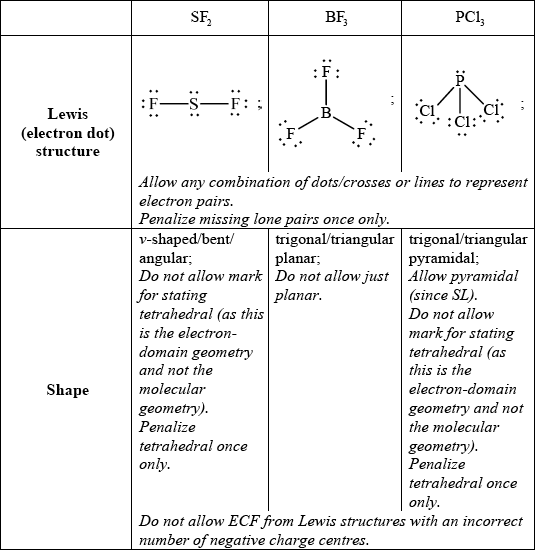 SF2 BF3 PCl3
Lewis
(electron dot)
structure
F S F ;
F
B
F F
;
P
Cl Cl Cl
;
Allow any combination of dots/crosses or lines to represent
electron pairs.
Penalize missing lone pairs once only.
Shape
v-shaped/bent/
angular;
Do not allow mark
for stating
tetrahedral (as this
is the electron-
domain geometry
and not the
molecular
geometry).
Penalize
tetrahedral once
only.
trigonal/triangular
planar;
Do not allow just
planar.
trigonal/triangular
pyramidal;
Allow pyramidal
(since SL).
Do not allow
mark for stating
tetrahedral (as
this is the
electron-domain
geometry and not
the molecular
geometry).
Penalize
tetrahedral once
only.
Do not allow ECF from Lewis structures with an incorrect
number of negative charge centres.